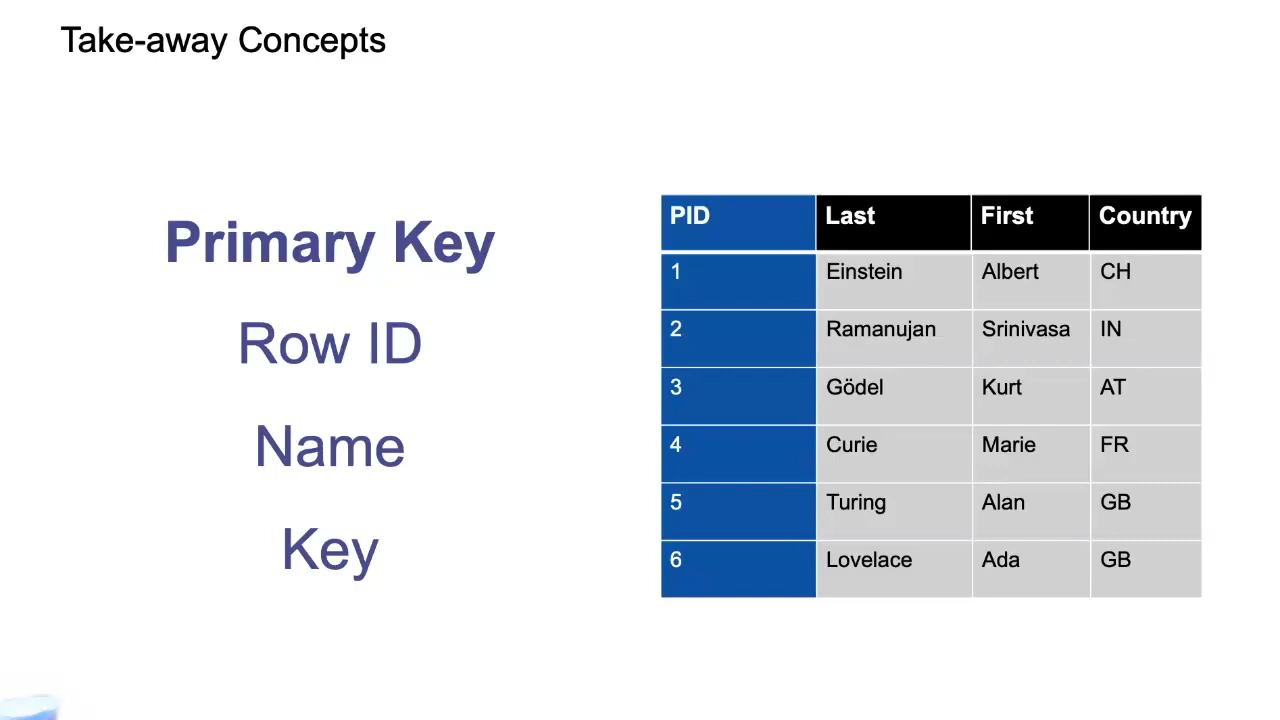 Take-away Concepts
Primary Key
Row ID
Name
Key
PID Last First Country
1 Einstein Albert CH
2 Ramanujan Srinivasa IN
3 Gödel Kurt AT
4 Curie Marie FR
5 Turing Alan GB
6 Lovelace Ada GB